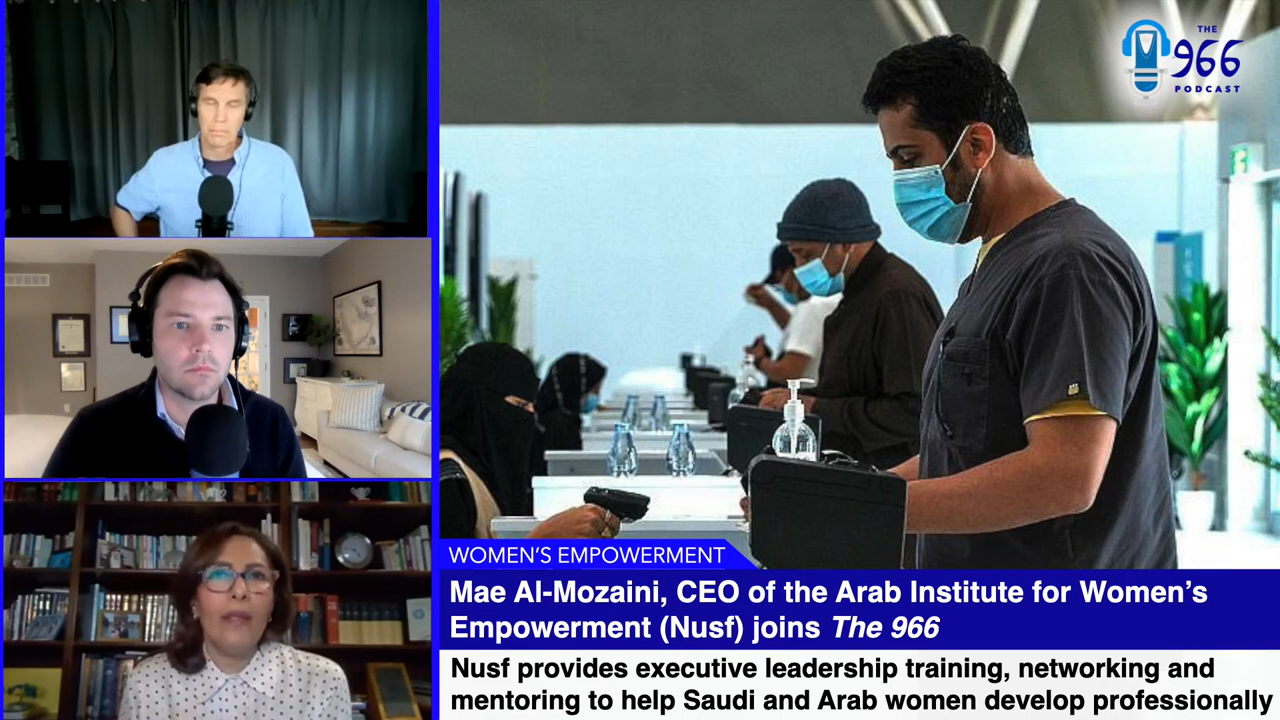 THE
966
PODCAST
WOMEN'S EMPOWERMENT
Mae Al-Mozaini, CEO of the Arab Institute for Women's
Empowerment (Nusf) joins The 966
Nusf provides executive leadership training, networking and
mentoring to help Saudi and Arab women develop professionally